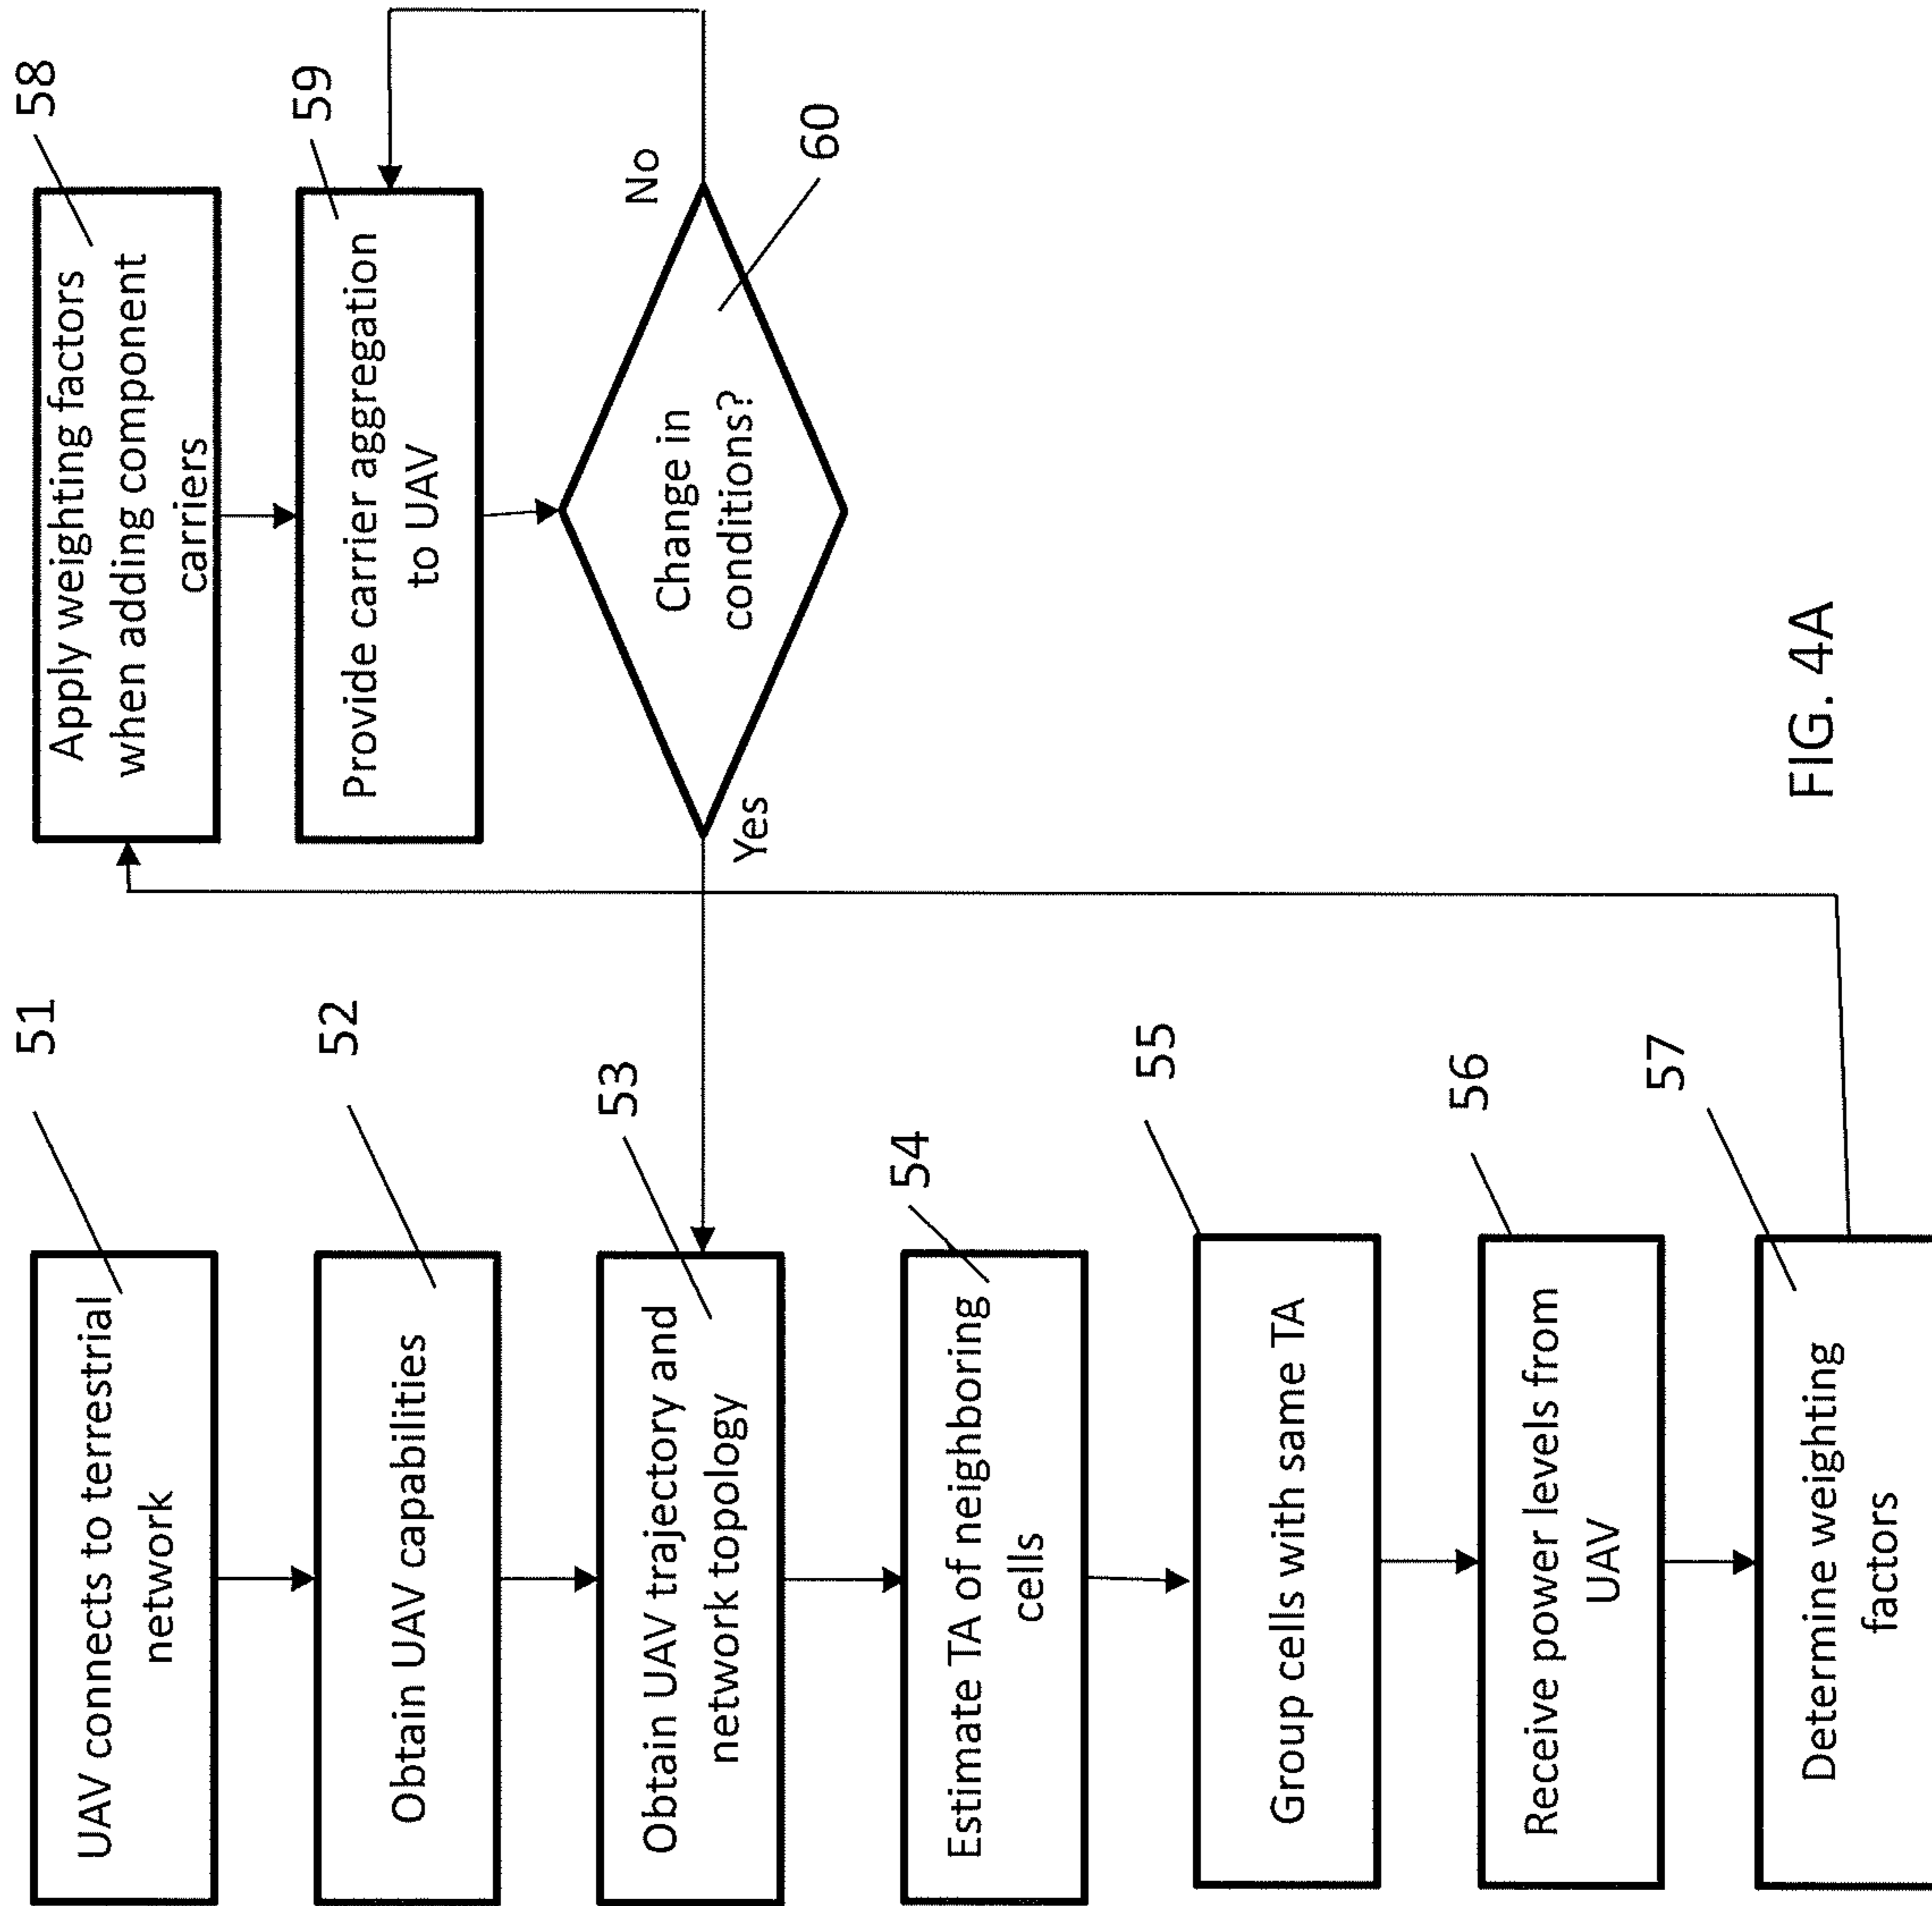 51
UAV connects to terrestrial
network
52
Obtain UAV capabilities
53
Obtain UAV trajectory and
network topology
54
Estimate TA of neighboring
cells
55
Group cells with same TA
56
Receive power levels from
UAV
57
Determine weighting
factors
58
Apply weighting factors
when adding component
carriers
59
Provide carrier aggregation
to UAV
60
Change in
conditions?
Yes
No
FIG. 4A